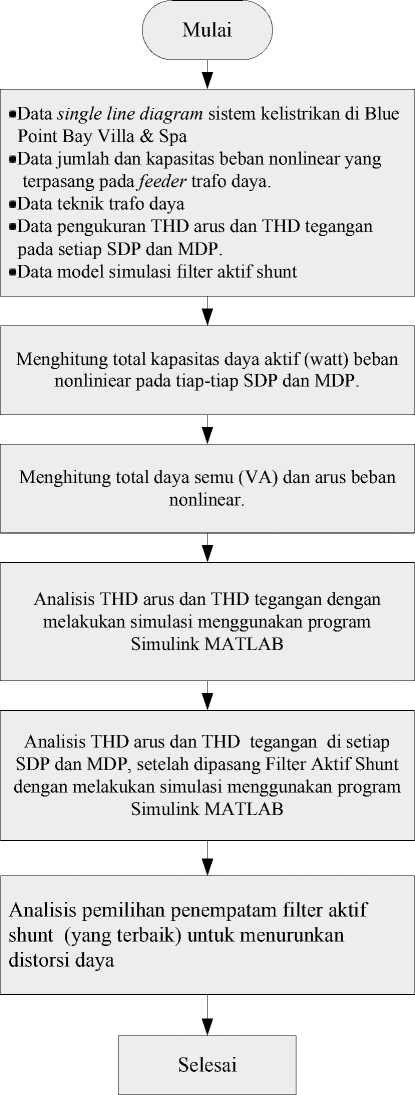 Mulai
Data single line diagram sistem kelistrikan di Blue
Point Bay Villa & Spa
Data jumlah dan kapasitas beban nonlinear yang
terpasang pada feeder trafo daya.
Data teknik trafo daya
Data pengukuran THD arus dan THD tegangan
pada setiap SDP dan MDP.
Data model simulasi filter aktif shunt
Menghitung total kapasitas daya aktif (watt) beban
nonliniear pada tiap-tiap SDP dan MDP.
Menghitung total daya semu (VA) dan arus beban
nonlinear.
Analisis THD arus dan THD tegangan dengan
melakukan simulasi menggunakan program
Simulink MATLAB
Analisis THD arus dan THD tegangan di setiap
SDP dan MDP, setelah dipasang Filter Aktif Shunt
dengan melakukan simulasi menggunakan program
Simulink MATLAB
Analisis pemilihan penempatam filter aktif
shunt (yang terbaik) untuk menurunkan
distorsi daya
Selesai